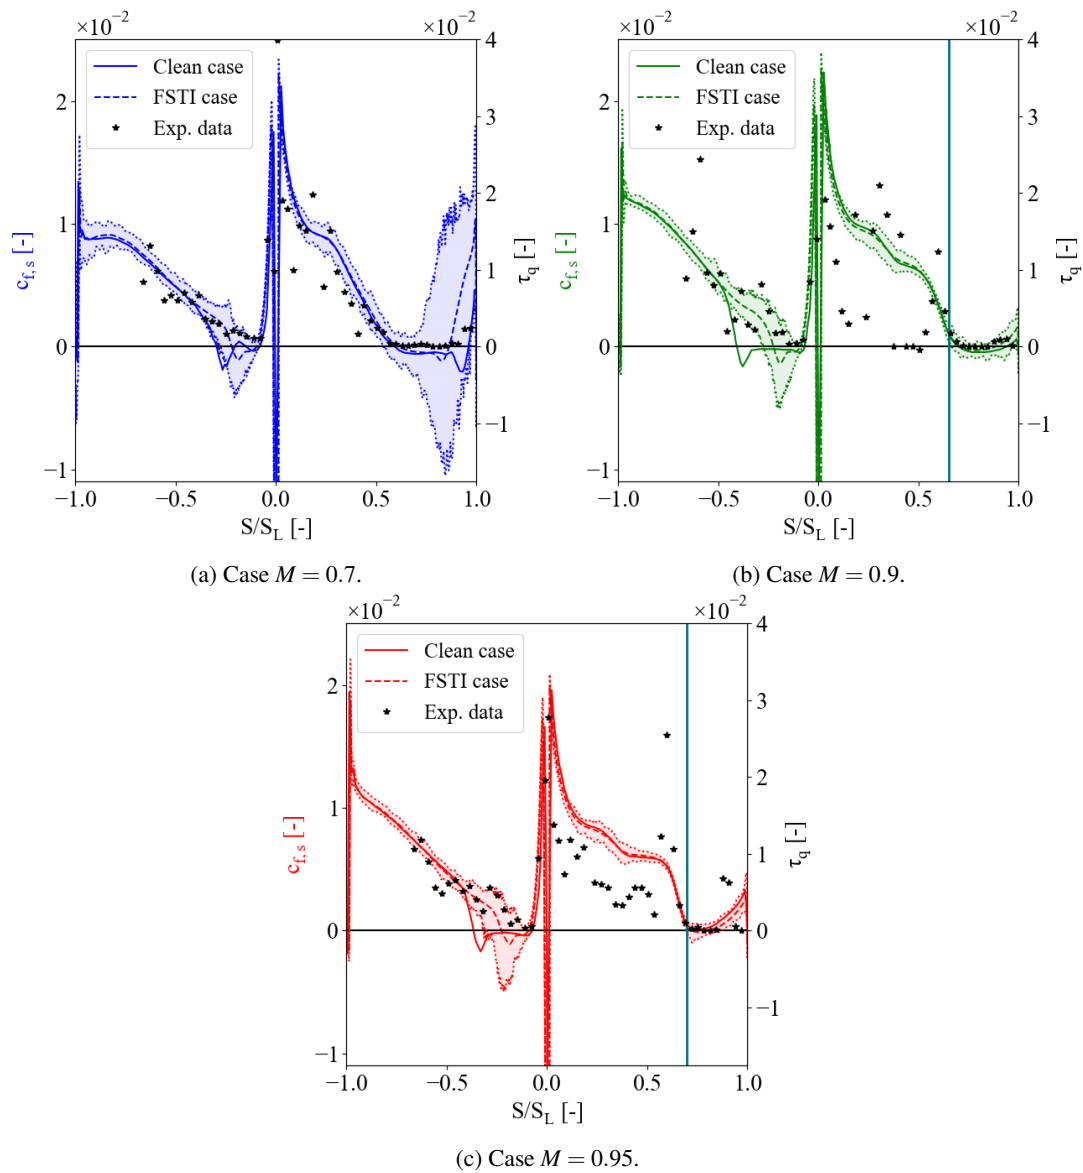 ×10⁻² ×10⁻²
Clean case
FSTI case
Exp. data
2
1
0
−1
4
3
2
1
0
−1
c_{f,s} [-]
τ_q [-]
−1.0 −0.5 0.0 0.5 1.0
S/S_L [-]
(a) Case M = 0.7.
×10⁻² ×10⁻²
Clean case
FSTI case
Exp. data
2
1
0
−1
4
3
2
1
0
−1
c_{f,s} [-]
τ_q [-]
−1.0 −0.5 0.0 0.5 1.0
S/S_L [-]
(b) Case M = 0.9.
×10⁻² ×10⁻²
Clean case
FSTI case
Exp. data
2
1
0
−1
4
3
2
1
0
−1
c_{f,s} [-]
τ_q [-]
−1.0 −0.5 0.0 0.5 1.0
S/S_L [-]
(c) Case M = 0.95.